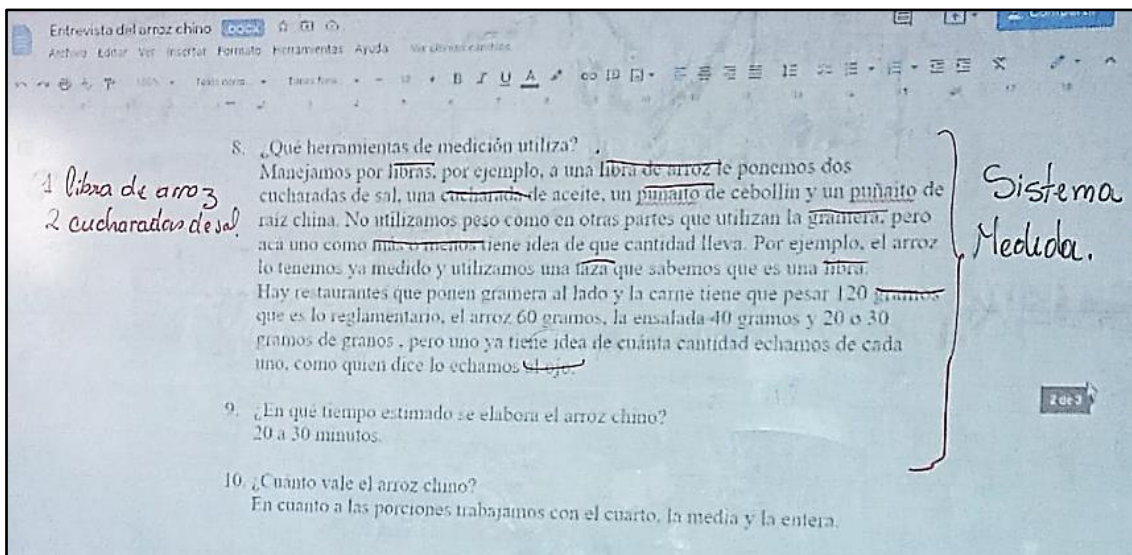 Entrevista del arroz chino .DOCX
Archivo Editar Ver Insertar Formato Herramientas Ayuda
100% Texto norm... 12 B I U A
8. ¿Qué herramientas de medición utiliza?
Manejamos por libras, por ejemplo, a una libra de arroz le ponemos dos
cucharadas de sal, una cucharada de aceite, un puñaito de cebollín y un puñaito de
raíz china. No utilizamos peso como en otras partes que utilizan la gramera, pero
acá uno como más o menos tiene idea de que cantidad lleva. Por ejemplo, el arroz
lo tenemos ya medido y utilizamos una taza que sabemos que es una libra.
Hay restaurantes que ponen gramera al lado y la carne tiene que pesar 120 gramos
que es lo reglamentario, el arroz 60 gramos, la ensalada 40 gramos y 20 o 30
gramos de granos , pero uno ya tiene idea de cuánta cantidad echamos de cada
uno, como quien dice lo echamos al ojo.
1 libra de arroz
2 cucharadas de sal
Sistema
Medida.
9. ¿En qué tiempo estimado se elabora el arroz chino?
20 a 30 minutos.
2 de 3
10. ¿Cuánto vale el arroz chino?
En cuanto a las porciones trabajamos con el cuarto, la media y la entera.